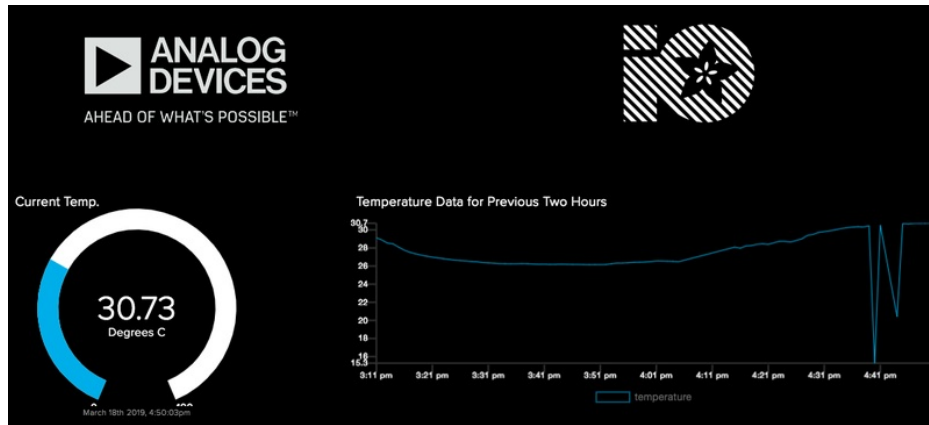 ANALOG
DEVICES
AHEAD OF WHAT'S POSSIBLE™
iO
Current Temp.
30.73
Degrees C
March 18th 2019, 4:50:03pm
Temperature Data for Previous Two Hours
30.7
30
28
26
24
22
20
18
16
15.3
3:11 pm 3:21 pm 3:31 pm 3:41 pm 3:51 pm 4:01 pm 4:11 pm 4:21 pm 4:31 pm 4:41 pm
temperature